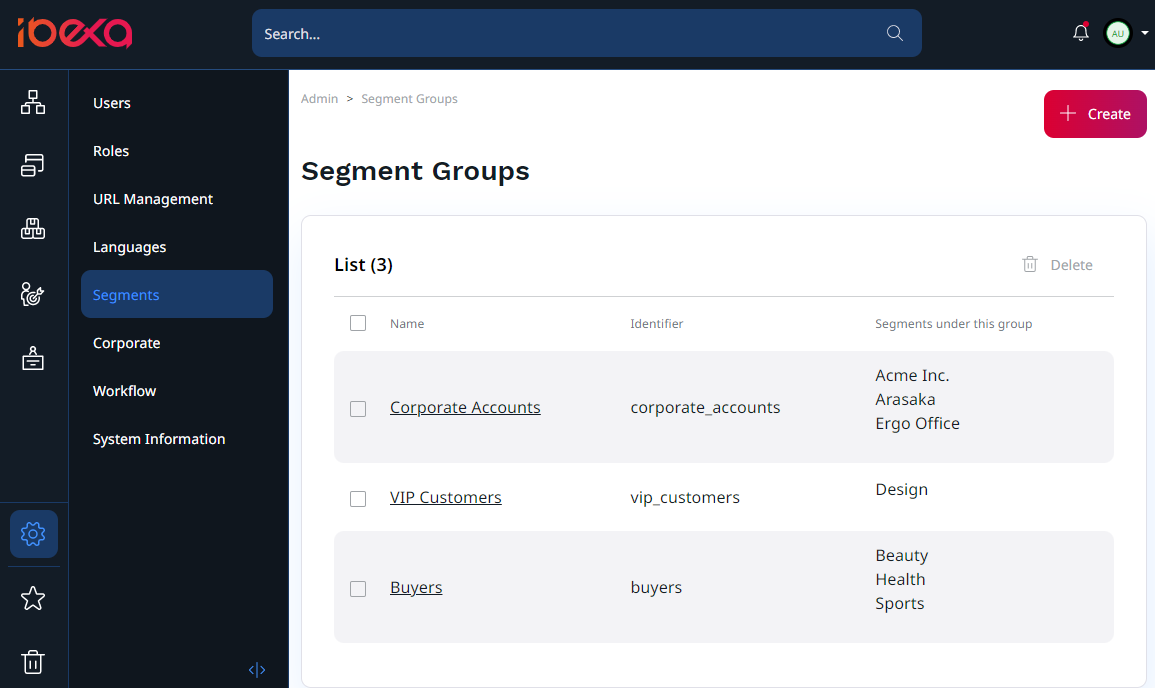 ibexa
Search...
AU
Users
Roles
URL Management
Languages
Segments
Corporate
Workflow
System Information
Admin > Segment Groups
Create
Segment Groups
List (3)
Delete
Name Identifier Segments under this group
Corporate Accounts corporate_accounts Acme Inc.
Arasaka
Ergo Office
VIP Customers vip_customers Design
Buyers buyers Beauty
Health
Sports